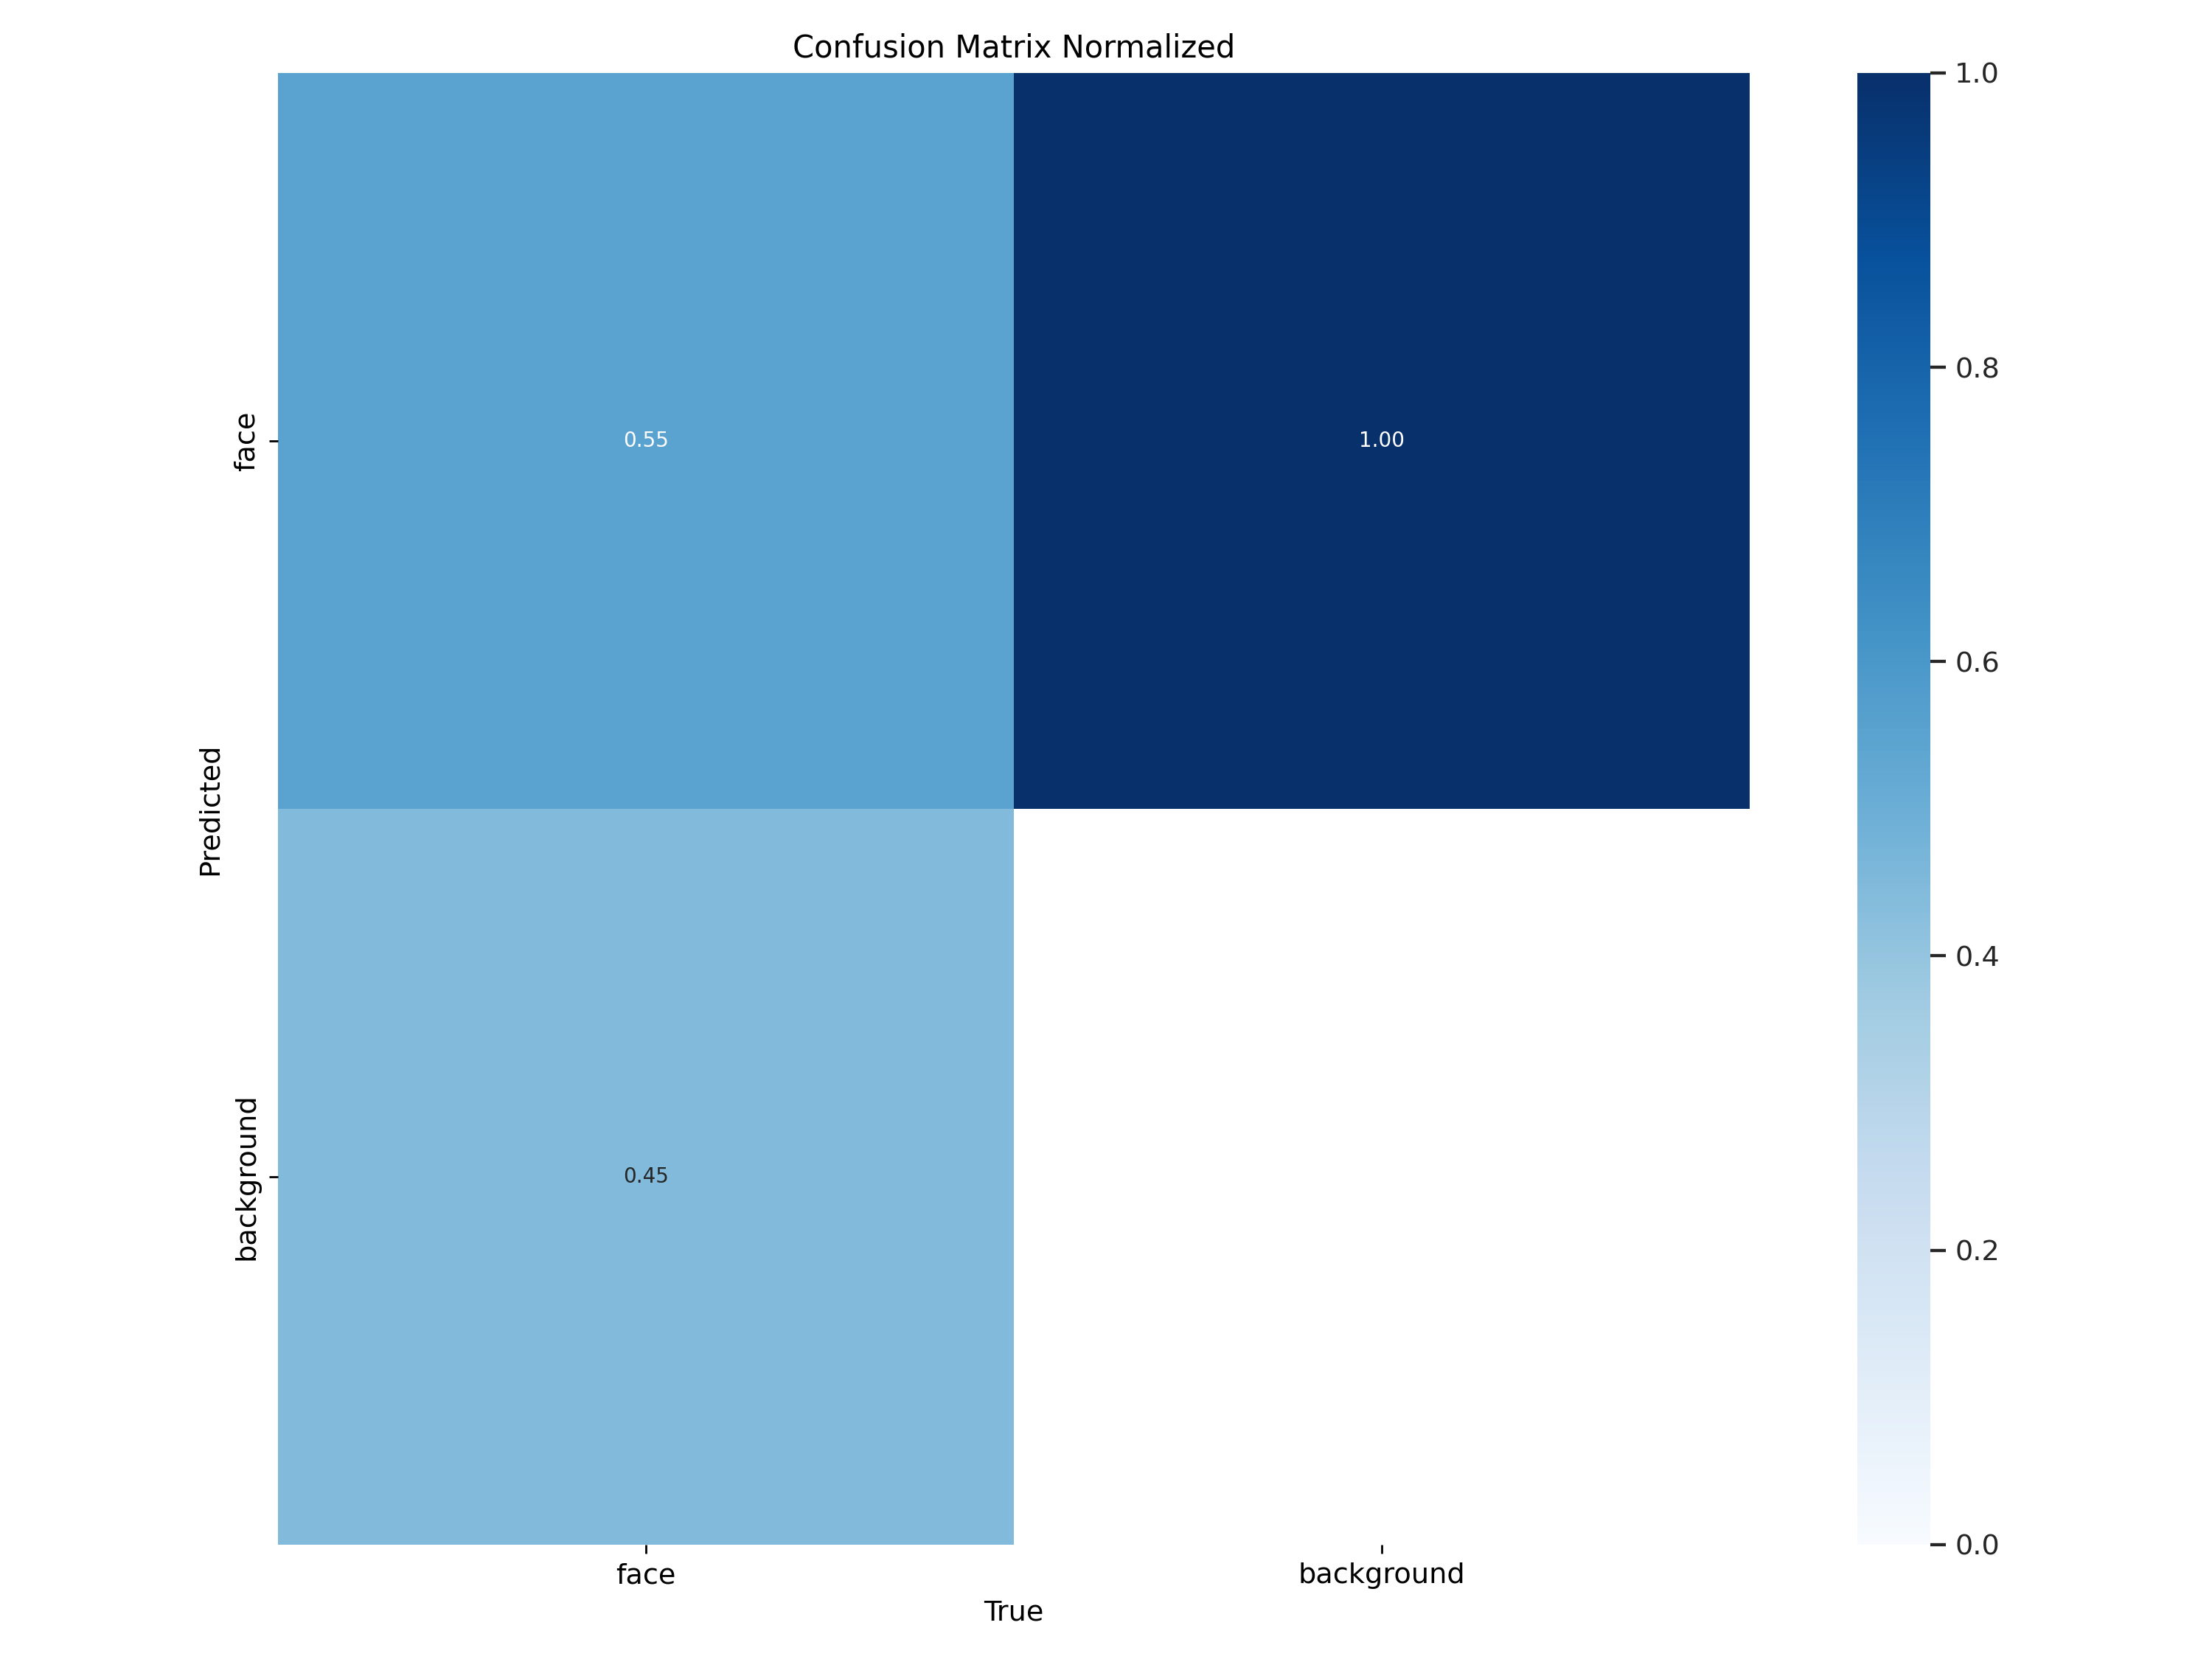 Confusion Matrix Normalized
1.0
0.8
face
0.55
1.00
0.6
Predicted
0.4
background
0.45
0.2
0.0
face
background
True